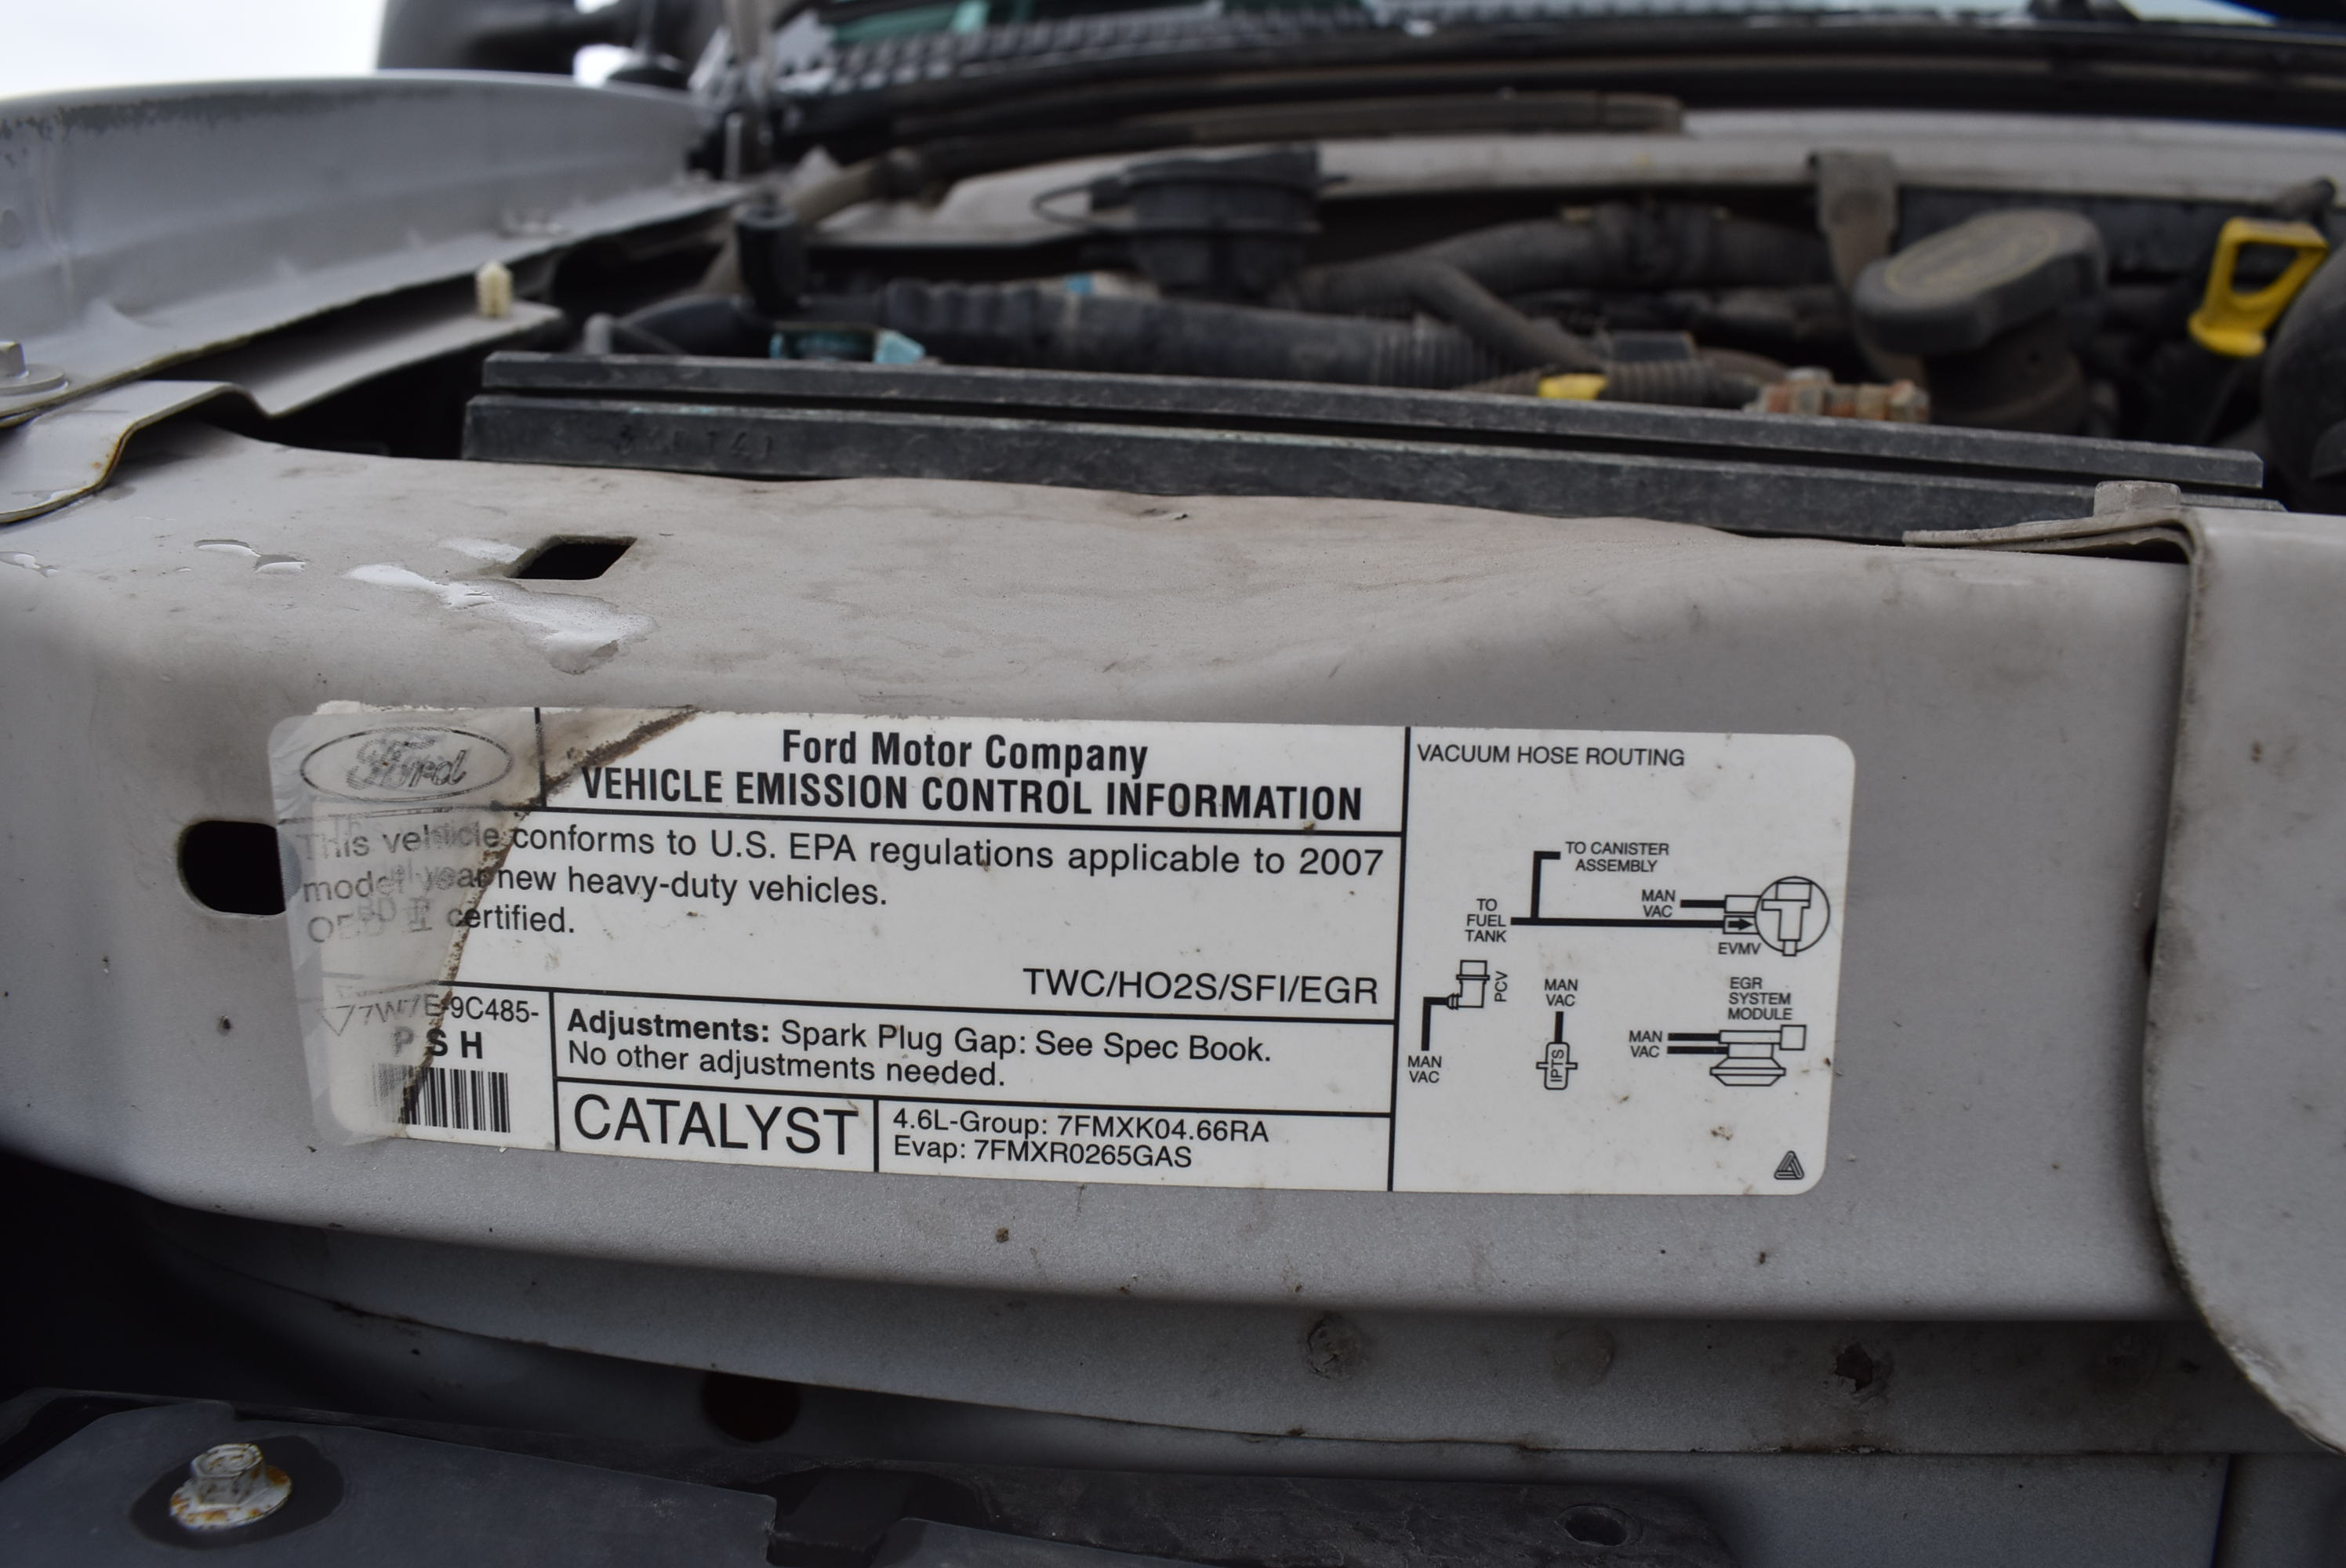 Ford
Ford Motor Company
VEHICLE EMISSION CONTROL INFORMATION
This vehicle conforms to U.S. EPA regulations applicable to 2007
model year new heavy-duty vehicles.
OBD II certified.
TWC/HO2S/SFI/EGR
7W7E-9C485-
PSH
Adjustments: Spark Plug Gap: See Spec Book.
No other adjustments needed.
CATALYST
4.6L-Group: 7FMXK04.66RA
Evap: 7FMXR0265GAS
VACUUM HOSE ROUTING
TO CANISTER
ASSEMBLY
MAN
VAC
TO
FUEL
TANK
EVMV
PCV
MAN
VAC
MAN
VAC
IPTS
EGR
SYSTEM
MODULE
MAN
VAC